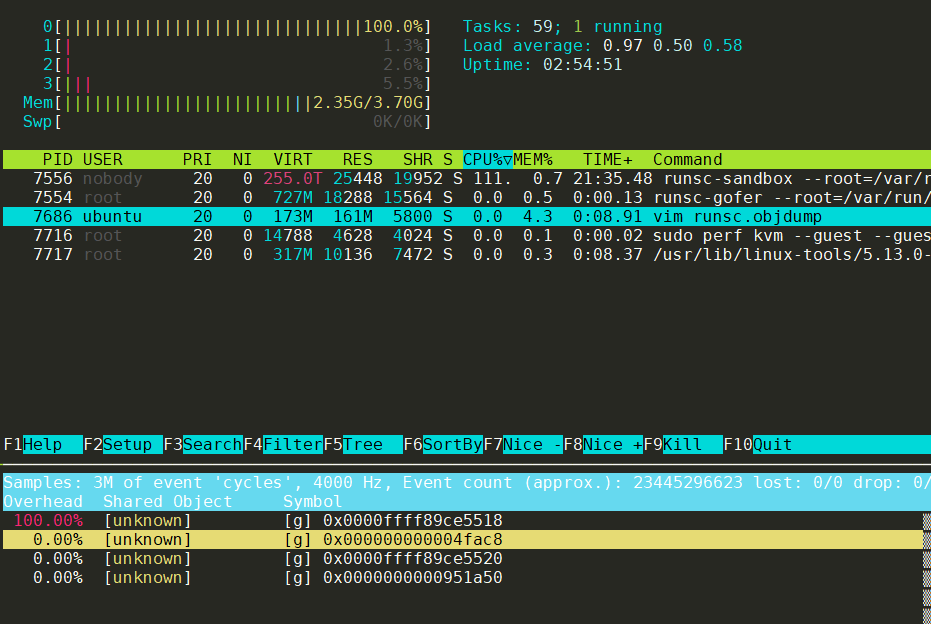 0[||||||||||||||||||||||||||||||100.0%] Tasks: 59; 1 running
1[| 1.3%] Load average: 0.97 0.50 0.58
2[| 2.6%] Uptime: 02:54:51
3[||| 5.5%]
Mem[|||||||||||||||||||||||||2.35G/3.70G]
Swp[ 0K/0K]
PID USER PRI NI VIRT RES SHR S CPU%▽MEM% TIME+ Command
7556 nobody 20 0 255.0T 25448 19952 S 111. 0.7 21:35.48 runsc-sandbox --root=/var/r
7554 root 20 0 727M 18288 15564 S 0.0 0.5 0:00.13 runsc-gofer --root=/var/run/
7686 ubuntu 20 0 173M 161M 5800 S 0.0 4.3 0:08.91 vim runsc.objdump
7716 root 20 0 14788 4628 4024 S 0.0 0.1 0:00.02 sudo perf kvm --guest --gues
7717 root 20 0 317M 10136 7472 S 0.0 0.3 0:08.37 /usr/lib/linux-tools/5.13.0-
F1Help F2Setup F3SearchF4FilterF5Tree F6SortByF7Nice -F8Nice +F9Kill F10Quit
Samples: 3M of event 'cycles', 4000 Hz, Event count (approx.): 23445296623 lost: 0/0 drop: 0/
Overhead Shared Object Symbol
100.00% [unknown] [g] 0x0000ffff89ce5518
0.00% [unknown] [g] 0x000000000004fac8
0.00% [unknown] [g] 0x0000ffff89ce5520
0.00% [unknown] [g] 0x0000000000951a50